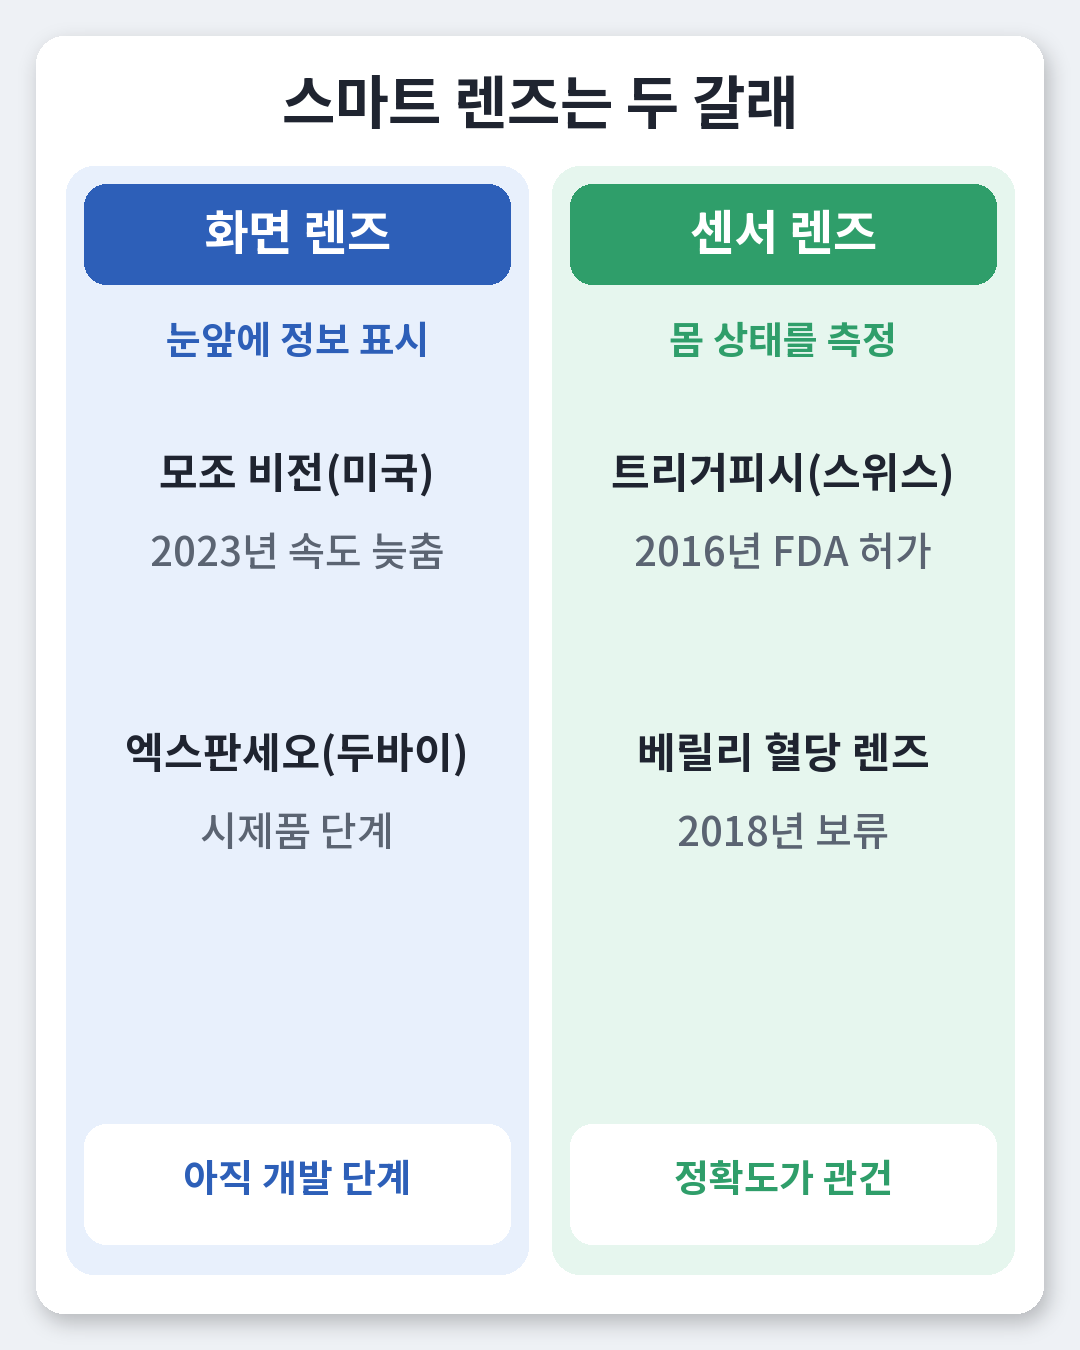 스마트 렌즈는 두 갈래
화면 렌즈
눈앞에 정보 표시
모조 비전(미국)
2023년 속도 늦춤
엑스판세오(두바이)
시제품 단계
아직 개발 단계
센서 렌즈
몸 상태를 측정
트리거피시(스위스)
2016년 FDA 허가
베릴리 혈당 렌즈
2018년 보류
정확도가 관건